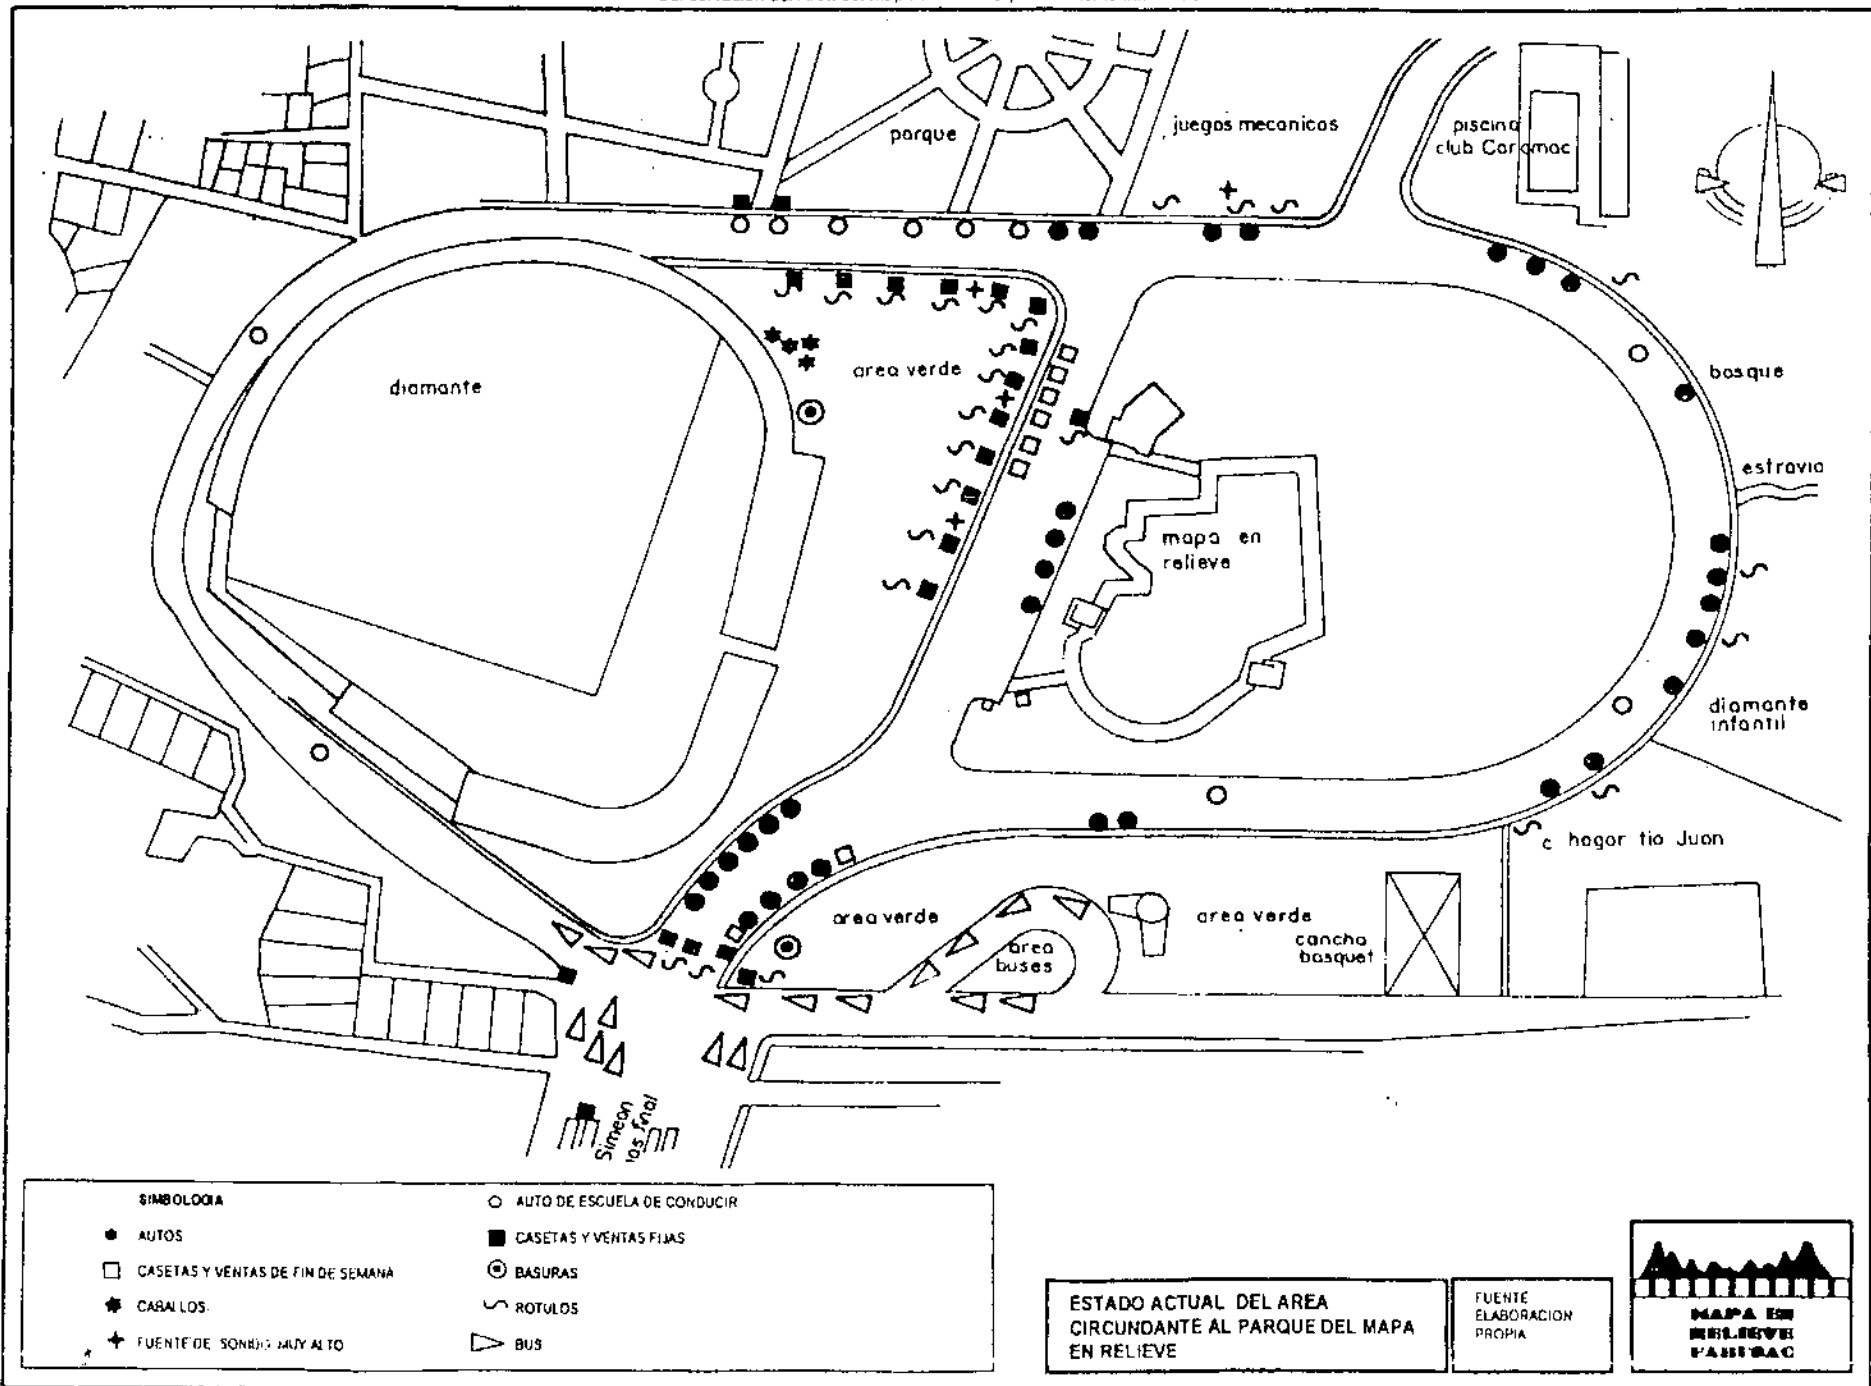 parque
juegos mecanicos
piscina
club Caramac
diamante
area verde
bosque
estravio
mapa en
relieve
diamante
infantil
c hogar tio Juan
area verde
area verde
area
buses
cancha
basquet
Simeon
final
SIMBOLOGIA
AUTOS
CASETAS Y VENTAS DE FIN DE SEMANA
CABALLOS
FUENTE DE SONIDO MUY ALTO
AUTO DE ESCUELA DE CONDUCIR
CASETAS Y VENTAS FIJAS
BASURAS
ROTULOS
BUS
ESTADO ACTUAL DEL AREA
CIRCUNDANTE AL PARQUE DEL MAPA
EN RELIEVE
FUENTE
ELABORACION
PROPIA
MAPA EN
RELIEVE